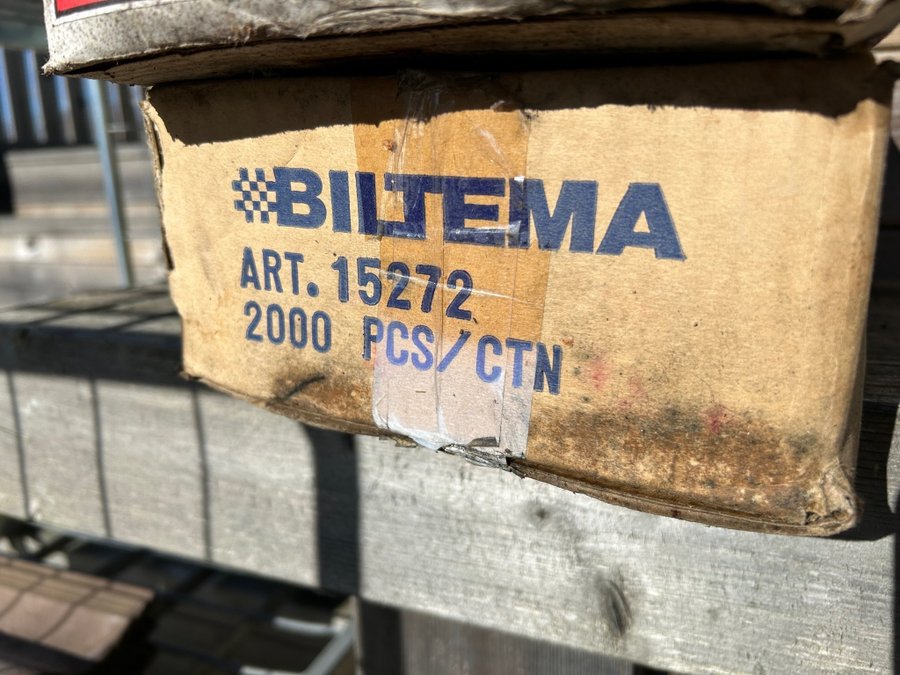 BILTEMA
ART. 15272
2000 PCS/CTN